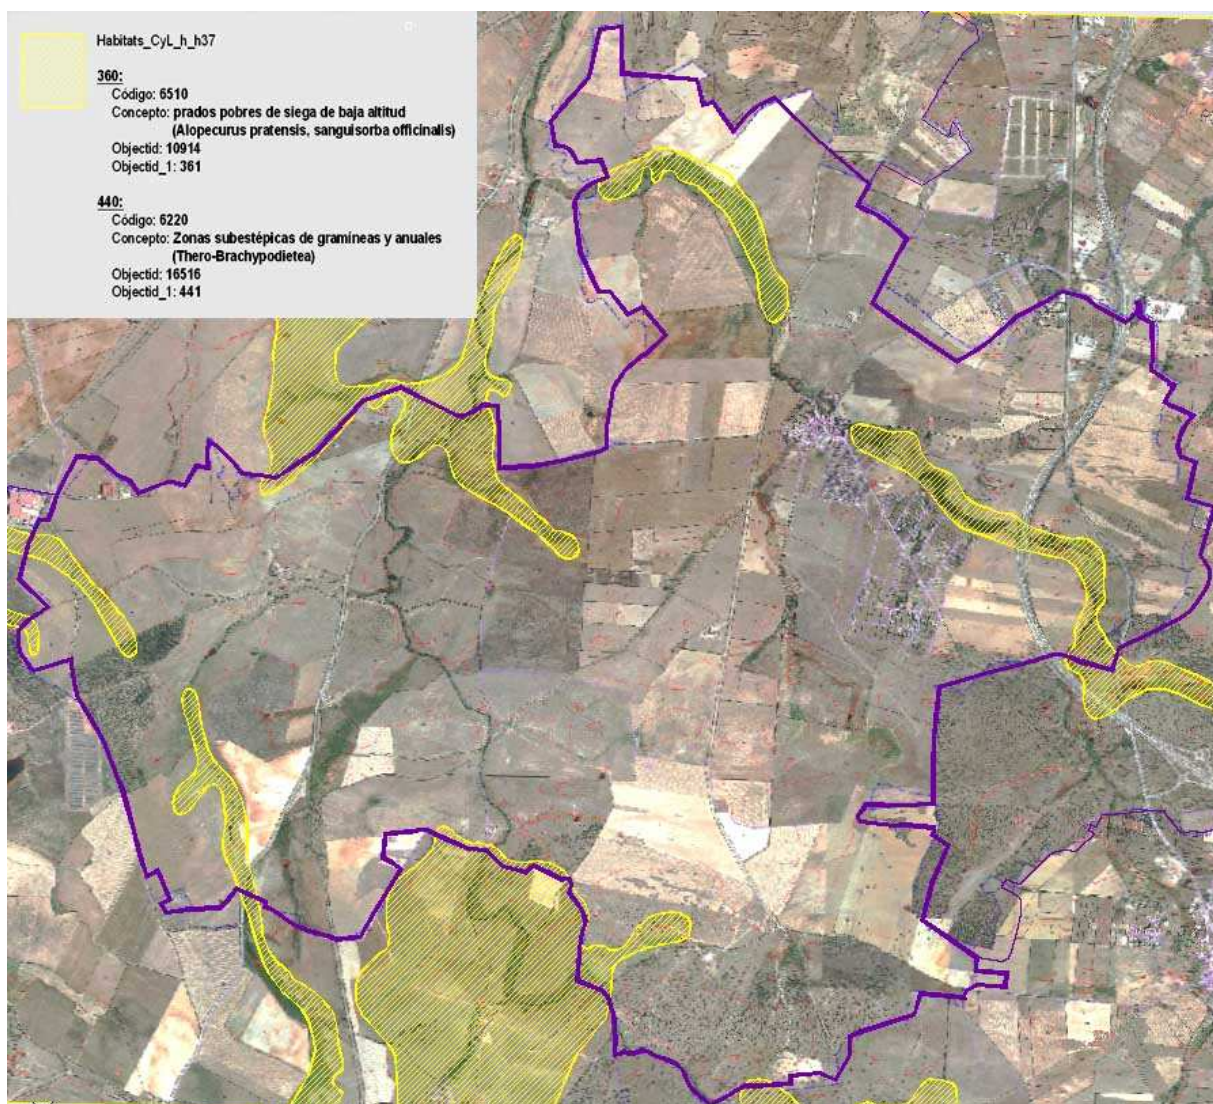 Habitats_CyL_h_h37
360:
Código: 6510
Concepto: prados pobres de siega de baja altitud
(Alopecurus pratensis, sanguisorba officinalis)
Objectid: 10914
Objectid_1: 361
440:
Código: 6220
Concepto: Zonas subestépicas de gramíneas y anuales
(Thero-Brachypodietea)
Objectid: 16516
Objectid_1: 441